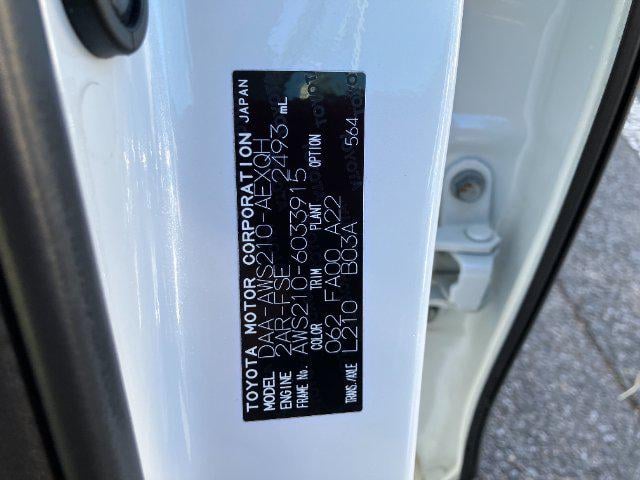 TOYOTA MOTOR CORPORATION JAPAN
MODEL DAA-AWS210-AEXQH
ENGINE 2AR-FSE 2493 mL
FRAME No. AWS210-6033915
COLOR TRIM PLANT OPTION
062 FA00 A22
TRANS./AXLE L210 B03A 564